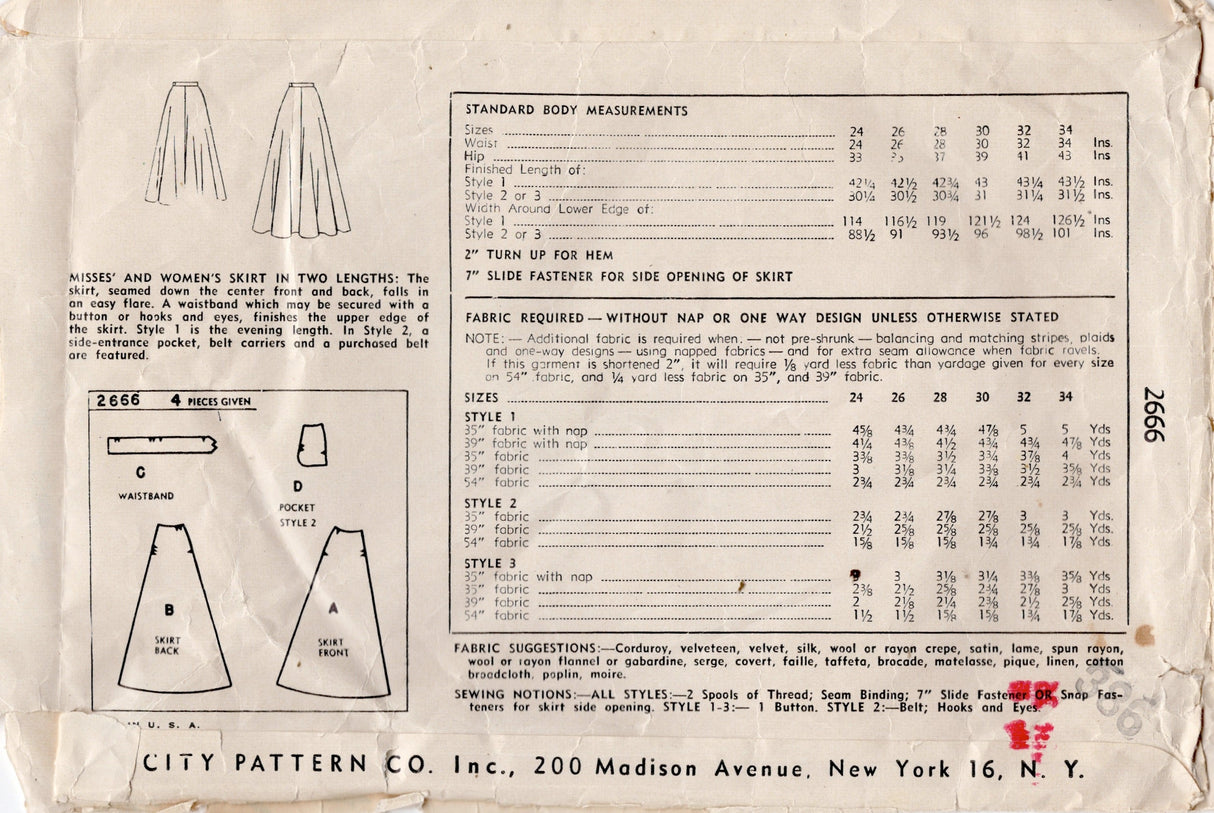 MISSES' AND WOMEN'S SKIRT IN TWO LENGTHS: The
skirt, seamed down the center front and back, falls in
an easy flare. A waistband which may be secured with a
button or hooks and eyes, finishes the upper edge of
the skirt. Style 1 is the evening length. In Style 2, a
side-entrance pocket, belt carriers and a purchased belt
are featured.
2666 4 PIECES GIVEN
C
WAISTBAND
D
POCKET
STYLE 2
B
SKIRT
BACK
A
SKIRT
FRONT
U. S. A.
STANDARD BODY MEASUREMENTS
Sizes 24 26 28 30 32 34
Waist 24 26 28 30 32 34 Ins.
Hip 33 37 39 41 43 Ins
Finished Length of:
Style 1 42¼ 42½ 42¾ 43 43¼ 43½ Ins.
Style 2 or 3 30¼ 30½ 30¾ 31 31¼ 31½ Ins.
Width Around Lower Edge of:
Style 1 114 116½ 119 121½ 124 126½ Ins
Style 2 or 3 88½ 91 93½ 96 98½ 101 Ins.
2" TURN UP FOR HEM
7" SLIDE FASTENER FOR SIDE OPENING OF SKIRT
FABRIC REQUIRED — WITHOUT NAP OR ONE WAY DESIGN UNLESS OTHERWISE STATED
NOTE: — Additional fabric is required when. — not pre-shrunk — balancing and matching stripes, plaids
and one-way designs — using napped fabrics — and for extra seam allowance when fabric ravels.
If this garment is shortened 2", it will require ⅛ yard less fabric than yardage given for every size
on 54" fabric, and ¼ yard less fabric on 35", and 39" fabric.
SIZES 24 26 28 30 32 34
STYLE 1
35" fabric with nap 4⅝ 4¾ 4¾ 4⅞ 5 5 Yds
39" fabric with nap 4¼ 4⅜ 4½ 4¾ 4¾ 4⅞ Yds
35" fabric 3⅜ 3⅜ 3½ 3¾ 3⅞ 4 Yds
39" fabric 3 3⅛ 3¼ 3⅜ 3½ 3⅝ Yds
54" fabric 2¾ 2¾ 2¾ 2¾ 2¾ 2¾ Yds
STYLE 2
35" fabric 2¾ 2¾ 2⅞ 2⅞ 3 3 Yds.
39" fabric 2½ 2⅝ 2⅝ 2⅝ 2⅝ 2⅝ Yds.
54" fabric 1⅝ 1⅝ 1⅝ 1¾ 1¾ 1⅞ Yds
STYLE 3
35" fabric with nap 3 3⅛ 3¼ 3⅜ 3⅝ Yds
35" fabric 2⅜ 2½ 2⅝ 2¾ 2⅞ 3 Yds
39" fabric 2 2⅛ 2¼ 2⅜ 2½ 2⅝ Yds.
54" fabric 1½ 1½ 1⅝ 1⅝ 1¾ 1⅞ Yds.
2666
FABRIC SUGGESTIONS:—Corduroy, velveteen, velvet, silk, wool or rayon crepe, satin, lame, spun rayon,
wool or rayon flannel or gabardine, serge, covert, faille, taffeta, brocade, matelasse, pique, linen, cotton
broadcloth, poplin, moire.
SEWING NOTIONS:—ALL STYLES:—2 Spools of Thread; Seam Binding; 7" Slide Fastener OR Snap Fas-
teners for skirt side opening. STYLE 1-3:— 1 Button. STYLE 2:—Belt; Hooks and Eyes.
CITY PATTERN CO. Inc., 200 Madison Avenue, New York 16, N. Y.